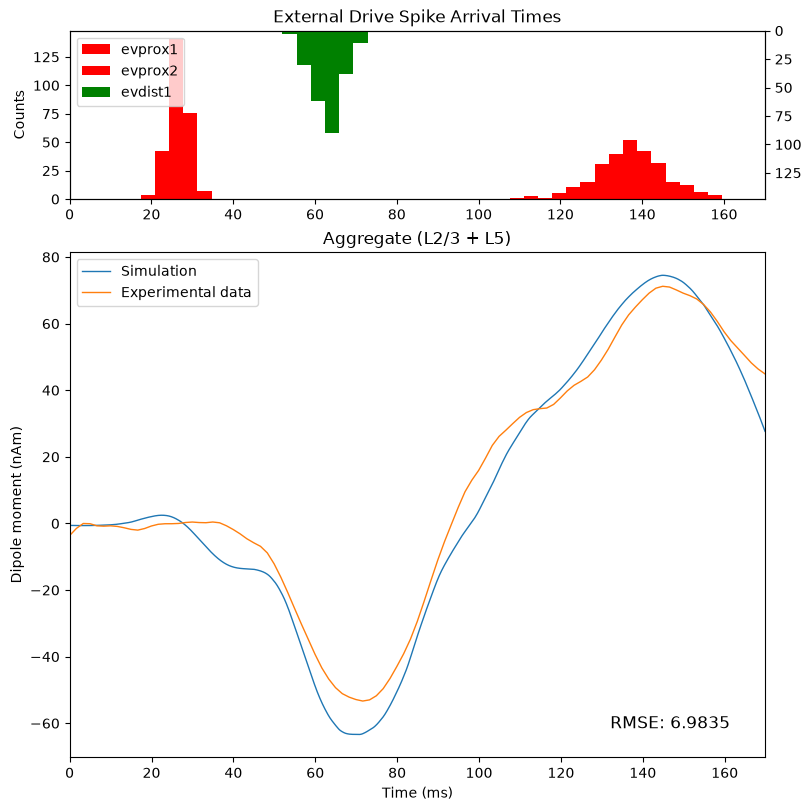 External Drive Spike Arrival Times
evprox1
evprox2
evdist1
Counts
0
25
50
75
100
125
0
25
50
75
100
125
0 20 40 60 80 100 120 140 160
Aggregate (L2/3 + L5)
Simulation
Experimental data
Dipole moment (nAm)
80
60
40
20
0
−20
−40
−60
RMSE: 6.9835
0 20 40 60 80 100 120 140 160
Time (ms)